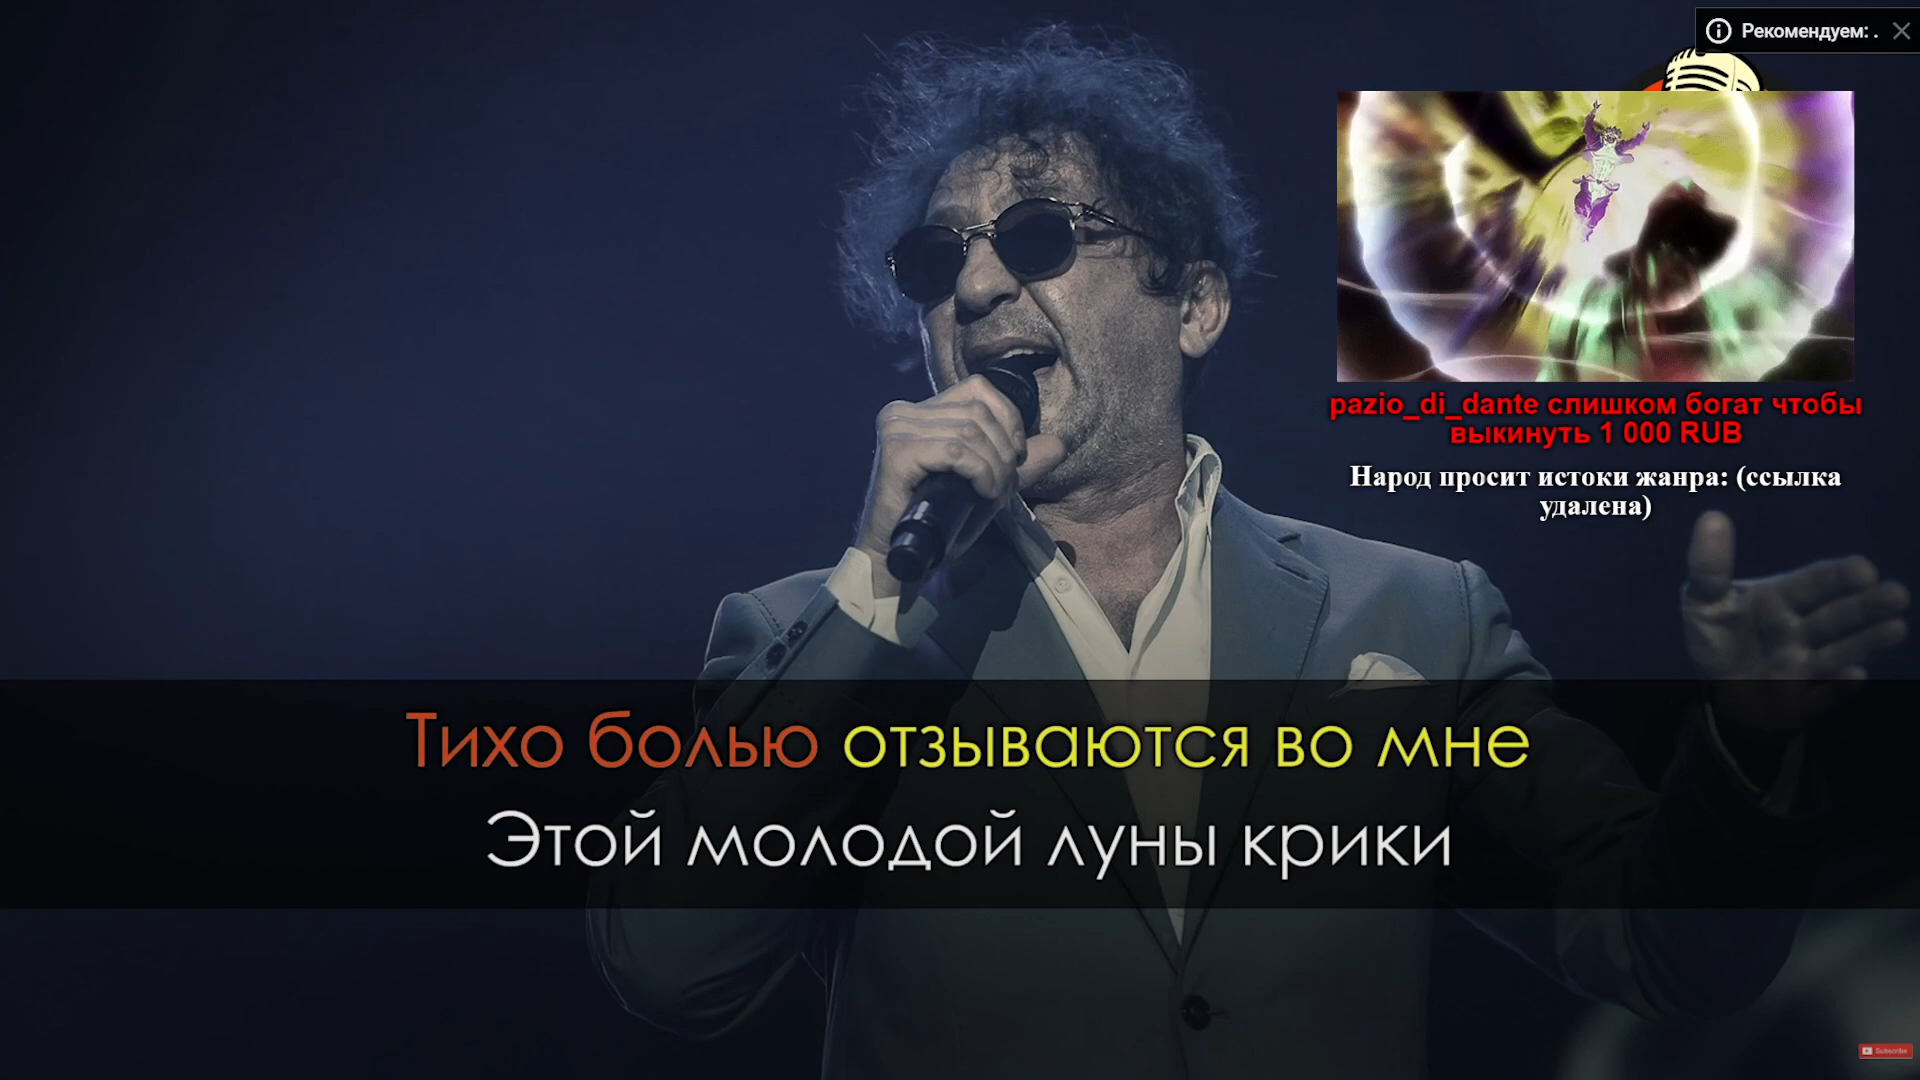 Рекомендуем: .
pazio_di_dante слишком богат чтобы
выкинуть 1 000 RUB
Народ просит истоки жанра: (ссылка
удалена)
Тихо болью отзываются во мне
Этой молодой луны крики
Subscribe